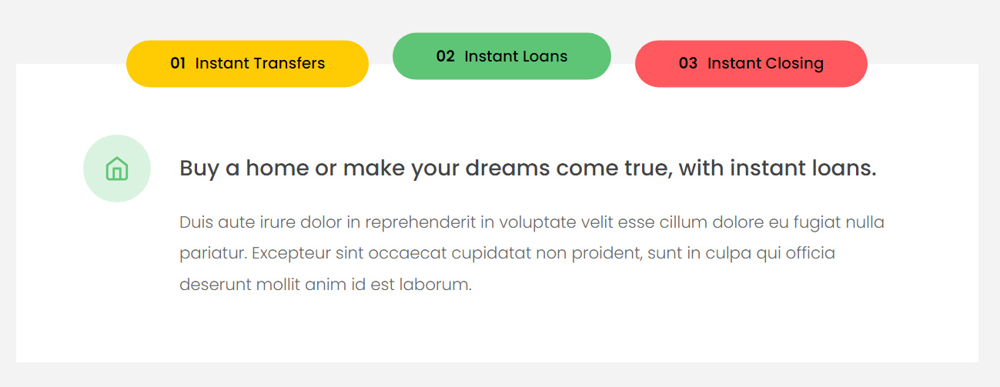 01 Instant Transfers
02 Instant Loans
03 Instant Closing
Buy a home or make your dreams come true, with instant loans.
Duis aute irure dolor in reprehenderit in voluptate velit esse cillum dolore eu fugiat nulla
pariatur. Excepteur sint occaecat cupidatat non proident, sunt in culpa qui officia
deserunt mollit anim id est laborum.